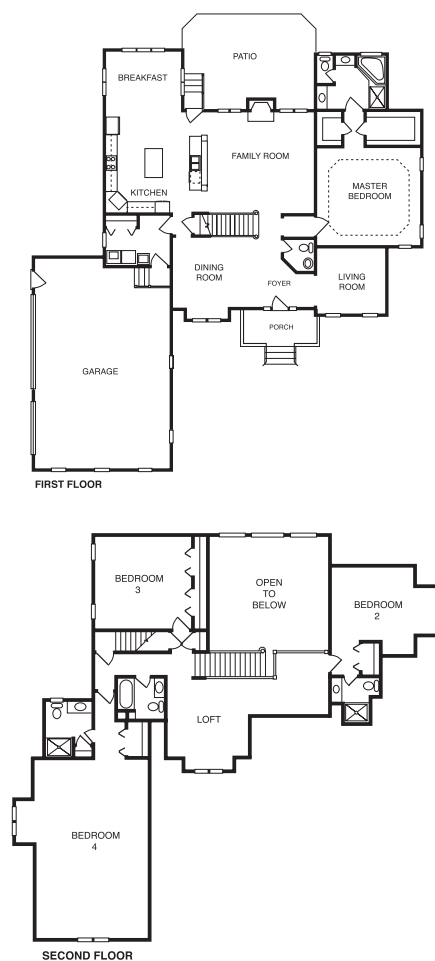 PATIO
BREAKFAST
FAMILY ROOM
MASTER
BEDROOM
KITCHEN
DINING
ROOM
FOYER
LIVING
ROOM
PORCH
GARAGE
FIRST FLOOR
BEDROOM
3
OPEN
TO
BELOW
BEDROOM
2
LOFT
BEDROOM
4
SECOND FLOOR